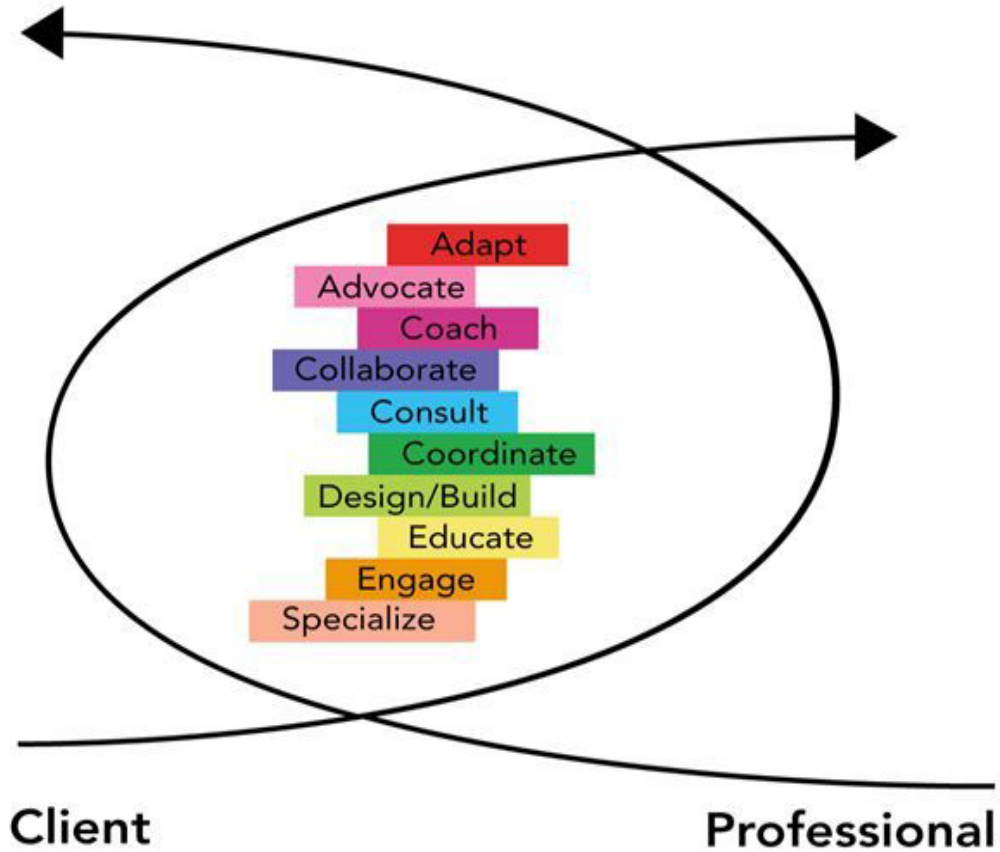 Adapt
Advocate
Coach
Collaborate
Consult
Coordinate
Design/Build
Educate
Engage
Specialize
Client
Professional